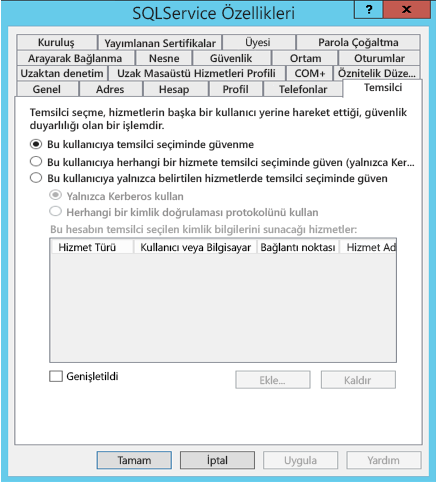 SQLService Özellikleri
?
x
Kuruluş Yayımlanan Sertifikalar Üyesi Parola Çoğaltma
Arayarak Bağlanma Nesne Güvenlik Ortam Oturumlar
Uzaktan denetim Uzak Masaüstü Hizmetleri Profili COM+ Öznitelik Düze...
Genel Adres Hesap Profil Telefonlar Temsilci
Temsilci seçme, hizmetlerin başka bir kullanıcı yerine hareket ettiği, güvenlik
duyarlılığı olan bir işlemdir.
Bu kullanıcıya temsilci seçiminde güvenme
Bu kullanıcıya herhangi bir hizmete temsilci seçiminde güven (yalnızca Ker...
Bu kullanıcıya yalnızca belirtilen hizmetlerde temsilci seçiminde güven
Yalnızca Kerberos kullan
Herhangi bir kimlik doğrulaması protokolünü kullan
Bu hesabın temsilci seçilen kimlik bilgilerini sunacağı hizmetler:
Hizmet Türü Kullanıcı veya Bilgisayar Bağlantı noktası Hizmet Ad
Genişletildi
Ekle... Kaldır
Tamam İptal Uygula Yardım